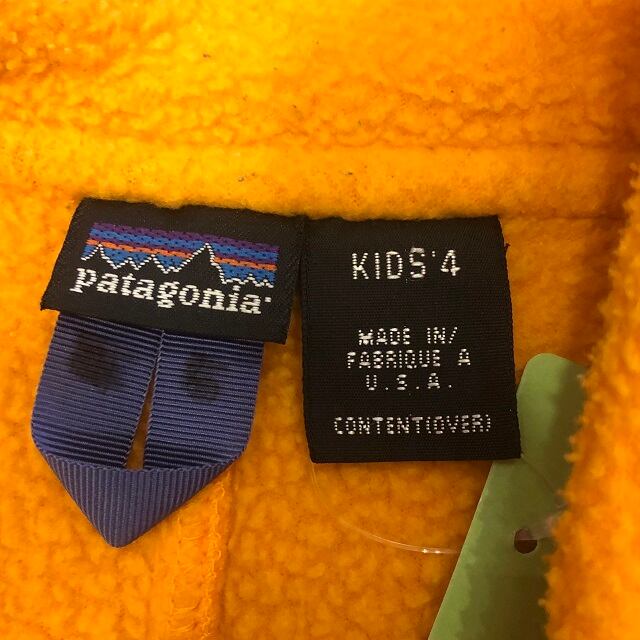 patagonia
KIDS 4
MADE IN/
FABRIQUE A
U.S.A.
CONTENT(OVER)